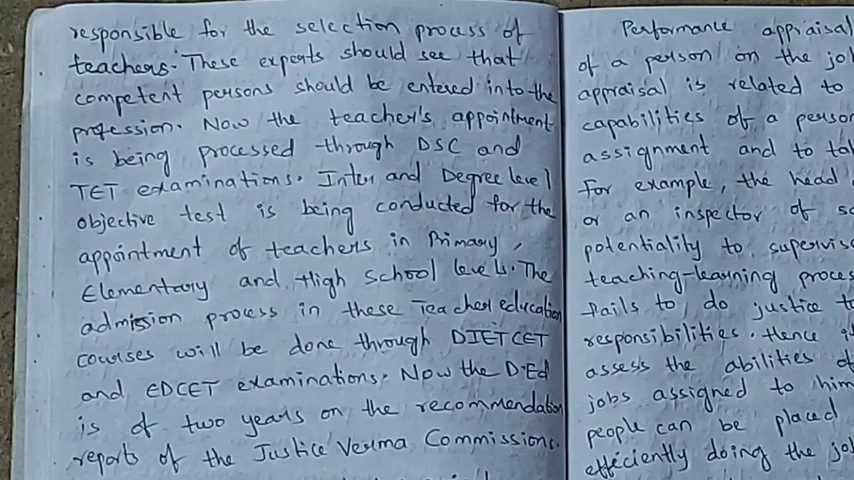 responsible for the selection process of
teachers. These experts should see that
competent persons should be entered into the
profession. Now the teacher's appointment
is being processed through DSC and
TET examinations. Inter and Degree level
objective test is being conducted for the
appointment of teachers in Primary,
Elementary and High School levels. The
admission process in these Teacher education
courses will be done through DIETCET
and EDCET examinations. Now the D.Ed
is of two years on the recommendation
reports of the Justice Verma Commissions.
Performance appraisal
of a person on the job
appraisal is related to
capabilities of a person
assignment and to
For example, the head
or an inspector of
potentiality to
teaching-learning
fails to do justice
responsibilities. Hence
assess the abilities of
jobs assigned to him
people can be placed
efficiently doing the